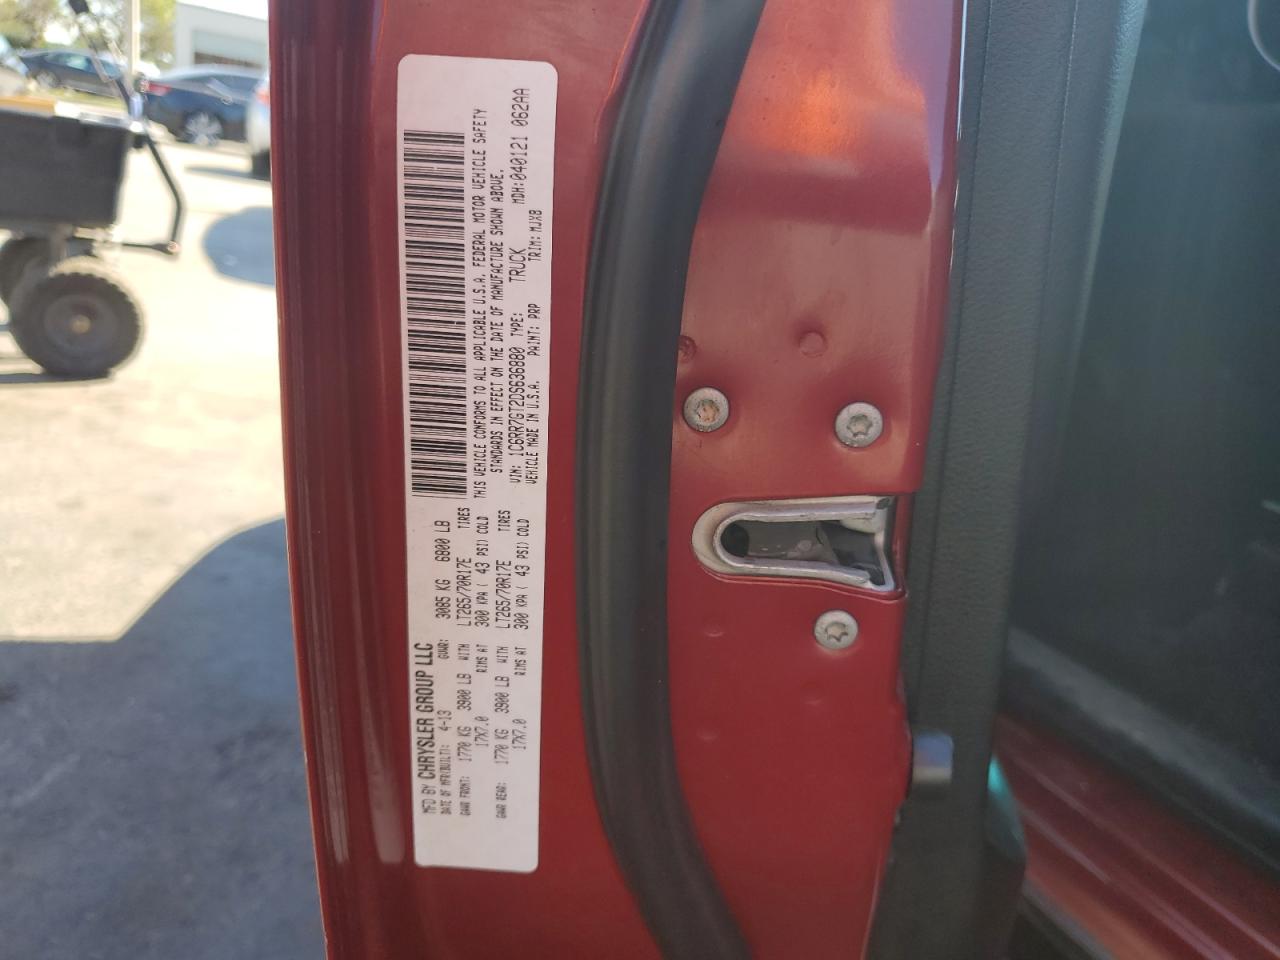 MFD BY CHRYSLER GROUP LLC
DATE OF MFR(BUILT): 4-13 GVWR: 3085 KG 6800 LB
GAWR FRONT: 1770 KG 3900 LB WITH LT265/70R17E TIRES
17X7.0 RIMS AT 300 KPA ( 43 PSI) COLD
GAWR REAR: 1770 KG 3900 LB WITH LT265/70R17E TIRES
17X7.0 RIMS AT 300 KPA ( 43 PSI) COLD
THIS VEHICLE CONFORMS TO ALL APPLICABLE U.S.A. FEDERAL MOTOR VEHICLE SAFETY
STANDARDS IN EFFECT ON THE DATE OF MANUFACTURE SHOWN ABOVE.
VIN: 1C6RR7GT2DS636880 TYPE: TRUCK MDH:040121 062AA
VEHICLE MADE IN U.S.A. PAINT: PRP TRIM: MJX8